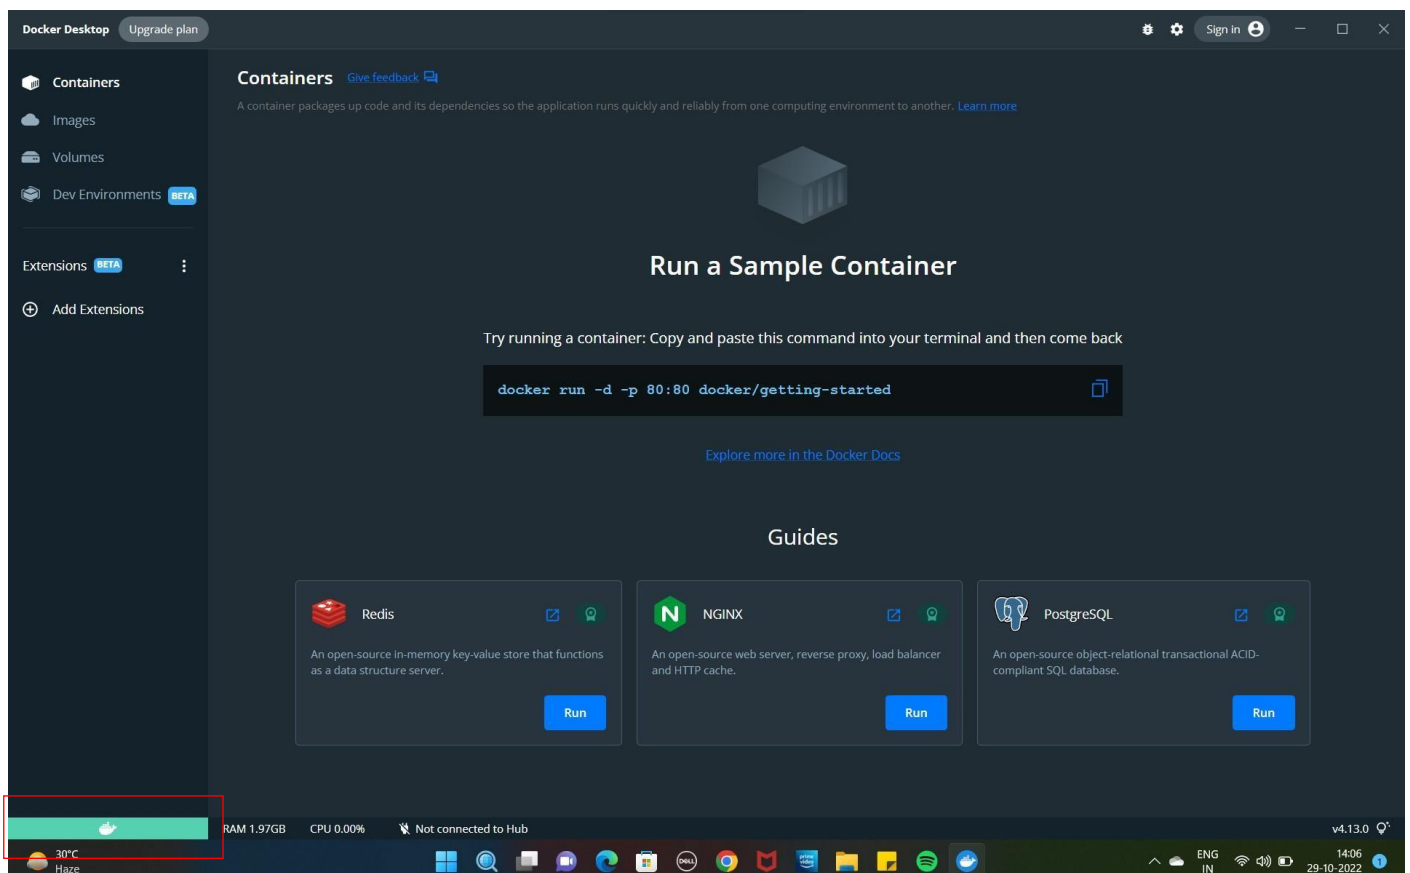 Docker Desktop Upgrade plan Sign in
Containers
Images
Volumes
Dev Environments BETA
Extensions BETA
Add Extensions
Containers Give feedback
A container packages up code and its dependencies so the application runs quickly and reliably from one computing environment to another. Learn more
Run a Sample Container
Try running a container: Copy and paste this command into your terminal and then come back
docker run -d -p 80:80 docker/getting-started
Explore more in the Docker Docs
Guides
Redis
An open-source in-memory key-value store that functions
as a data structure server.
Run
NGINX
An open-source web server, reverse proxy, load balancer
and HTTP cache.
Run
PostgreSQL
An open-source object-relational transactional ACID-
compliant SQL database.
Run
RAM 1.97GB CPU 0.00% Not connected to Hub v4.13.0
30°C
Haze
DELL
prime
video
ENG
IN
14:06
29-10-2022
1